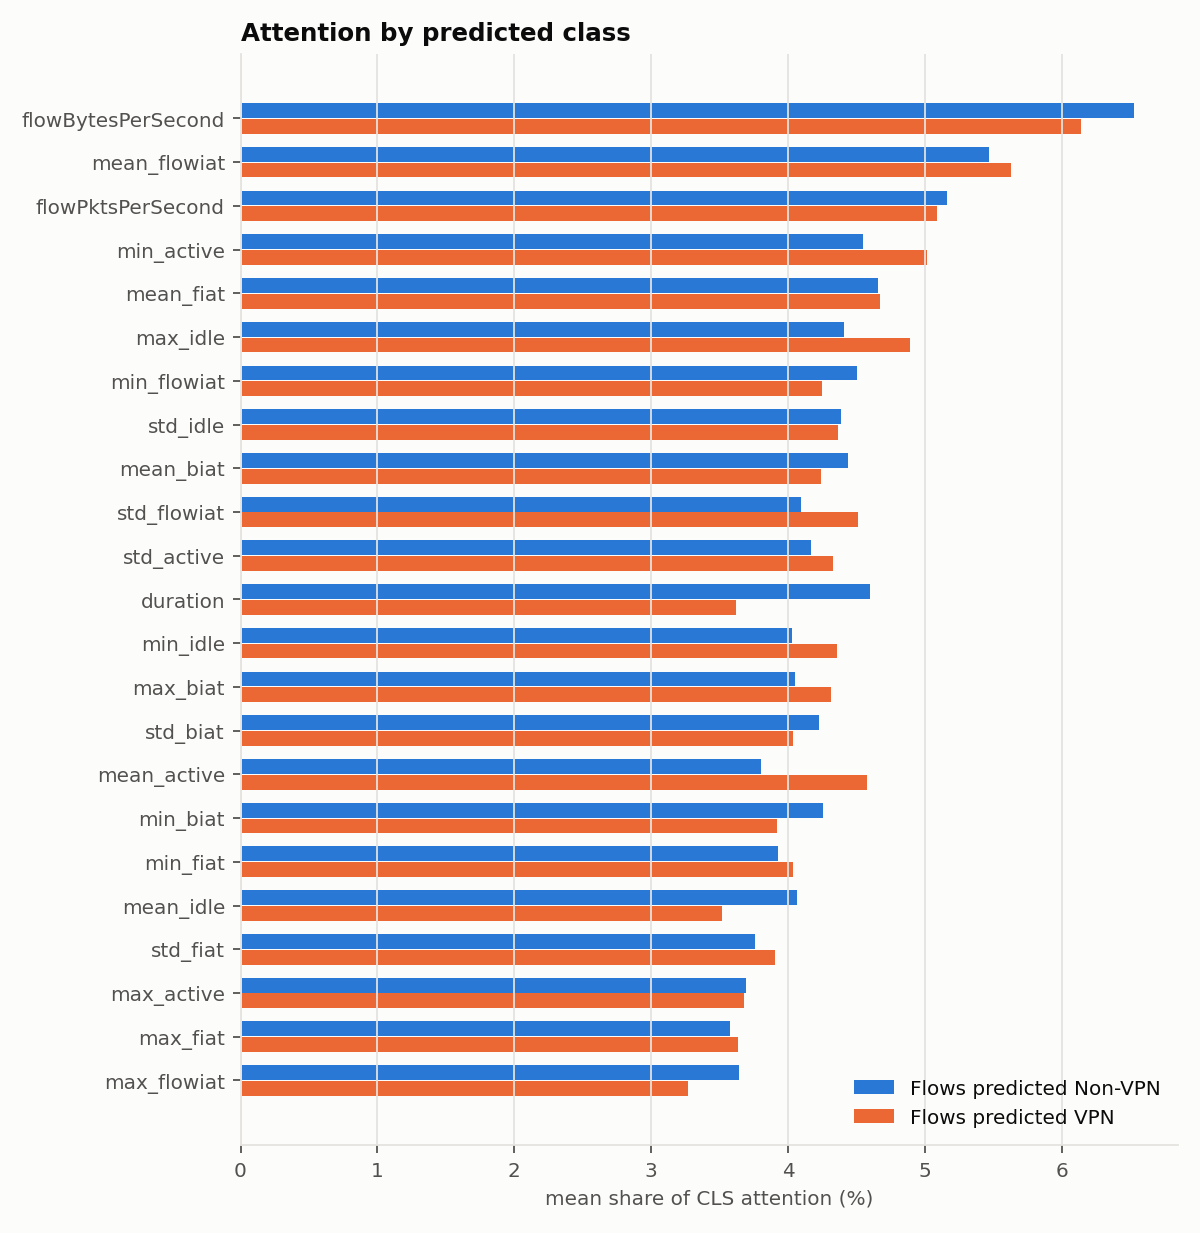 Attention by predicted class
flowBytesPerSecond
mean_flowiat
flowPktsPerSecond
min_active
mean_fiat
max_idle
min_flowiat
std_idle
mean_biat
std_flowiat
std_active
duration
min_idle
max_biat
std_biat
mean_active
min_biat
min_fiat
mean_idle
std_fiat
max_active
max_fiat
max_flowiat
Flows predicted Non-VPN
Flows predicted VPN
0 1 2 3 4 5 6
mean share of CLS attention (%)